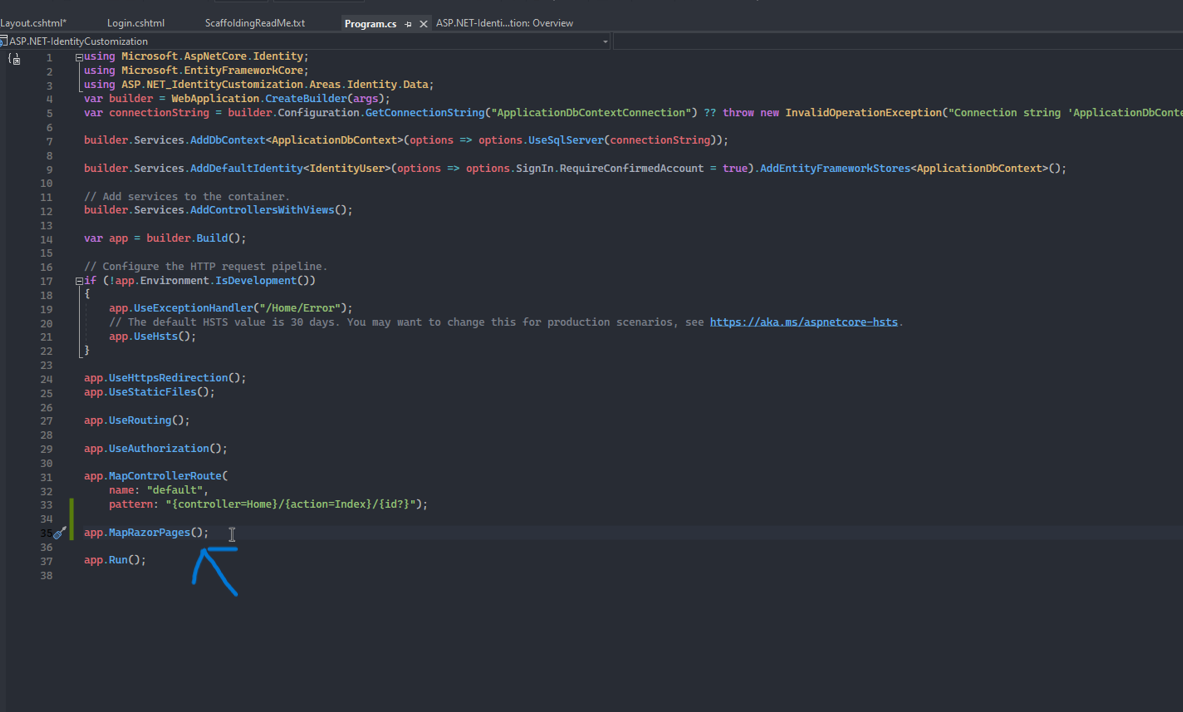 Layout.cshtml* Login.cshtml ScaffoldingReadMe.txt Program.cs ASP.NET-Identi...tion: Overview
ASP.NET-IdentityCustomization
1 using Microsoft.AspNetCore.Identity;
2 using Microsoft.EntityFrameworkCore;
3 using ASP.NET_IdentityCustomization.Areas.Identity.Data;
4 var builder = WebApplication.CreateBuilder(args);
5 var connectionString = builder.Configuration.GetConnectionString("ApplicationDbContextConnection") ?? throw new InvalidOperationException("Connection string 'ApplicationDbConte
6
7 builder.Services.AddDbContext<ApplicationDbContext>(options => options.UseSqlServer(connectionString));
8
9 builder.Services.AddDefaultIdentity<IdentityUser>(options => options.SignIn.RequireConfirmedAccount = true).AddEntityFrameworkStores<ApplicationDbContext>();
10
11 // Add services to the container.
12 builder.Services.AddControllersWithViews();
13
14 var app = builder.Build();
15
16 // Configure the HTTP request pipeline.
17 if (!app.Environment.IsDevelopment())
18 {
19 app.UseExceptionHandler("/Home/Error");
20 // The default HSTS value is 30 days. You may want to change this for production scenarios, see https://aka.ms/aspnetcore-hsts.
21 app.UseHsts();
22 }
23
24 app.UseHttpsRedirection();
25 app.UseStaticFiles();
26
27 app.UseRouting();
28
29 app.UseAuthorization();
30
31 app.MapControllerRoute(
32 name: "default",
33 pattern: "{controller=Home}/{action=Index}/{id?}");
34
35 app.MapRazorPages();
36
37 app.Run();
38